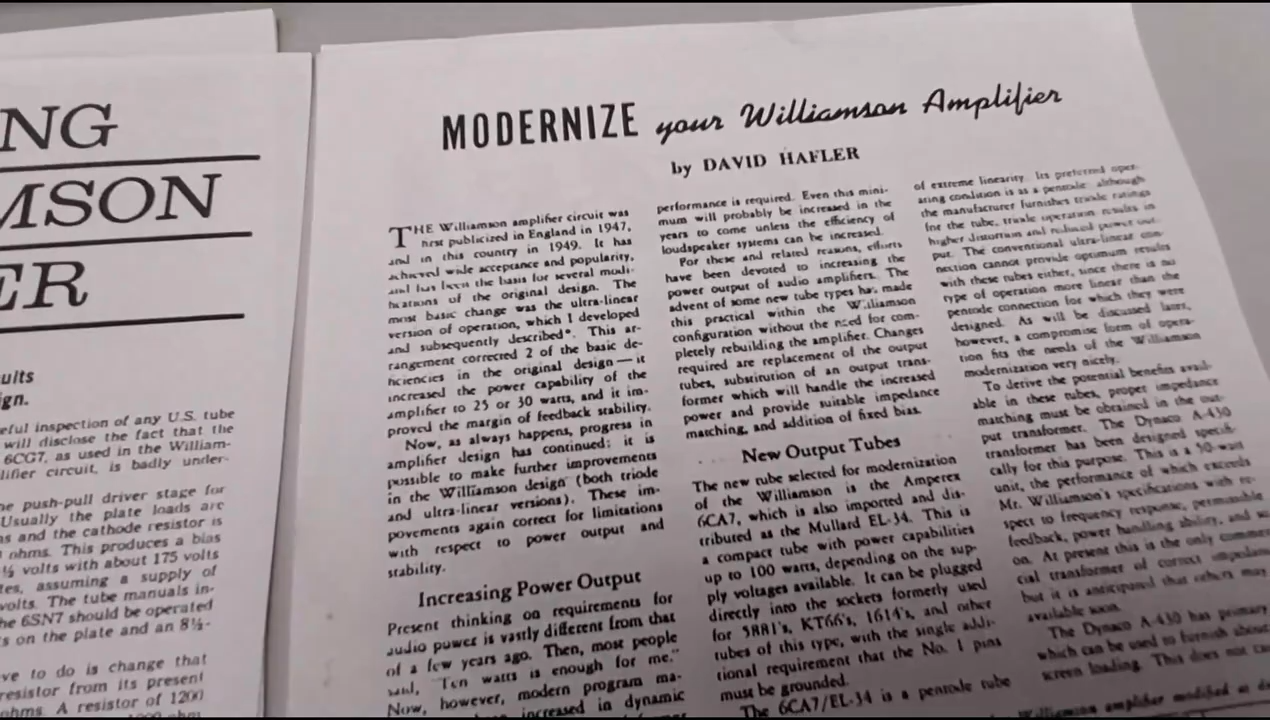 NG
MSON
ER
ults
gn.
eful inspection of any U.S. tube
will disclose the fact that the
6CG7, as used in the William-
lifier circuit, is badly under-
he push-pull driver stage for
Usually the plate loads are
ns and the cathode resistor is
ohms. This produces a bias
½ volts with about 175 volts
tes, assuming a supply of
volts. The tube manuals in-
he 6SN7 should be operated
s on the plate and an 8½-
ve to do is change that
resistor from its present
ohms. A resistor of 1200
MODERNIZE your Williamson Amplifier
by DAVID HAFLER
THE Williamson amplifier circuit was
first publicized in England in 1947,
and in this country in 1949. It has
achieved wide acceptance and popularity,
and has been the basis for several modi-
fications of the original design. The
most basic change was the ultra-linear
version of operation, which I developed
and subsequently described*. This ar-
rangement corrected 2 of the basic de-
ficiencies in the original design — it
increased the power capability of the
amplifier to 25 or 30 watts, and it im-
proved the margin of feedback stability.
Now, as always happens, progress in
amplifier design has continued; it is
possible to make further improvements
in the Williamson design (both triode
and ultra-linear versions). These im-
provements again correct for limitations
with respect to power output and
stability.
Increasing Power Output
Present thinking on requirements for
audio power is vastly different from that
of a few years ago. Then, most people
said, "Ten watts is enough for me."
Now, however, modern program ma-
increased in dynamic
performance is required. Even this mini-
mum will probably be increased in the
years to come unless the efficiency of
loudspeaker systems can be increased.
For these and related reasons, efforts
have been devoted to increasing the
power output of audio amplifiers. The
advent of some new tube types has made
this practical within the Williamson
configuration without the need for com-
pletely rebuilding the amplifier. Changes
required are replacement of the output
tubes, substitution of an output trans-
former which will handle the increased
power and provide suitable impedance
matching, and addition of fixed bias.
New Output Tubes
The new tube selected for modernization
of the Williamson is the Amperex
6CA7, which is also imported and dis-
tributed as the Mullard EL-34. This is
a compact tube with power capabilities
up to 100 watts, depending on the sup-
ply voltages available. It can be plugged
directly into the sockets formerly used
for 5881's, KT66's, 1614's, and other
tubes of this type, with the single addi-
tional requirement that the No. 1 pins
must be grounded.
The 6CA7/EL-34 is a pentode tube
of extreme linearity. Its preferred oper-
ating condition is as a pentode although
the manufacturer furnishes triode ratings
for the tube, triode operation results in
higher distortion and reduced power out-
put. The conventional ultra-linear con-
nection cannot provide optimum results
with these tubes either, since there is no
type of operation more linear than the
pentode connection for which they were
designed. As will be discussed later,
however, a compromise form of opera-
tion fits the needs of the Williamson
modernization very nicely.
To derive the potential benefits avail-
able in these tubes, proper impedance
matching must be obtained in the out-
put transformer. The Dynaco A-430
transformer has been designed specifi-
cally for this purpose. This is a 50-watt
unit, the performance of which exceeds
Mr. Williamson's specifications with re-
spect to frequency response, permissible
feedback, power handling ability, and so
on. At present this is the only commer-
cial transformer of correct impedance
but it is anticipated that others may
available soon.
The Dynaco A-430 has primary
which can be used to furnish about
screen loading. This does not
Williamson amplifier modified as